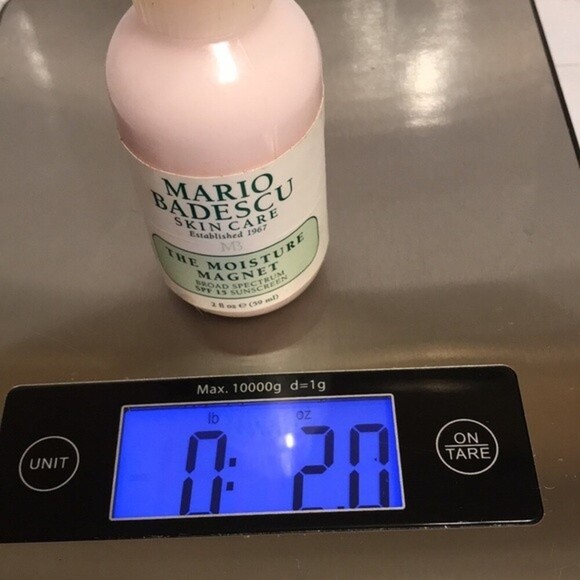 MARIO
BADESCU
SKIN CARE
Established 1967
MB
THE MOISTURE
MAGNET
BROAD SPECTRUM
SPF 15 SUNSCREEN
2 fl oz ℮ (59 ml)
Max. 10000g d=1g
lb oz
0: 2.0
UNIT
ON
TARE